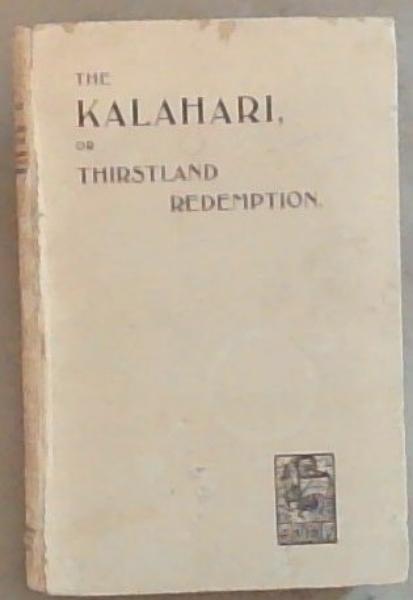 THE
KALAHARI,
OR
THIRSTLAND
REDEMPTION.